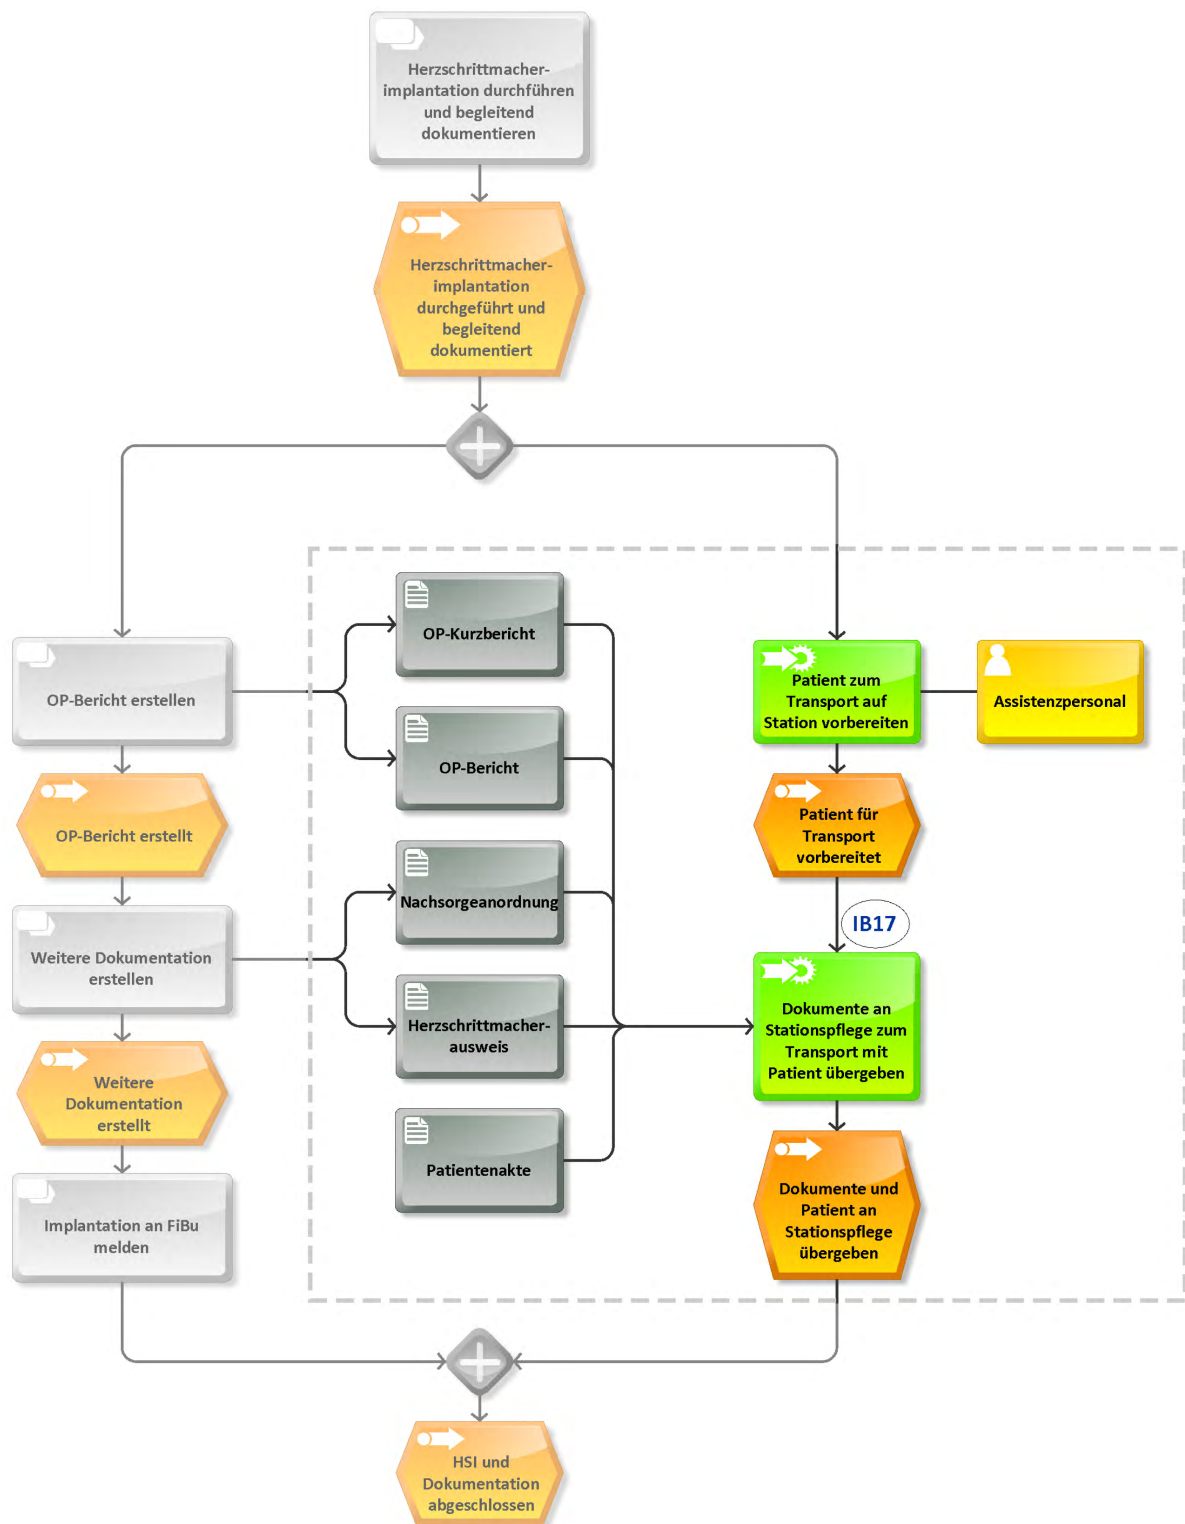 Herzschrittmacher-
implantation durchführen
und begleitend
dokumentieren
Herzschrittmacher-
implantation
durchgeführt und
begleitend
dokumentiert
OP-Kurzbericht
OP-Bericht erstellen
Patient zum
Transport auf
Station vorbereiten
Assistenzpersonal
OP-Bericht
OP-Bericht erstellt
Patient für
Transport
vorbereitet
Nachsorgeanordnung
IB17
Weitere Dokumentation
erstellen
Herzschrittmacher-
ausweis
Dokumente an
Stationspflege zum
Transport mit
Patient übergeben
Weitere
Dokumentation
erstellt
Patientenakte
Dokumente und
Patient an
Stationspflege
übergeben
Implantation an FiBu
melden
HSI und
Dokumentation
abgeschlossen